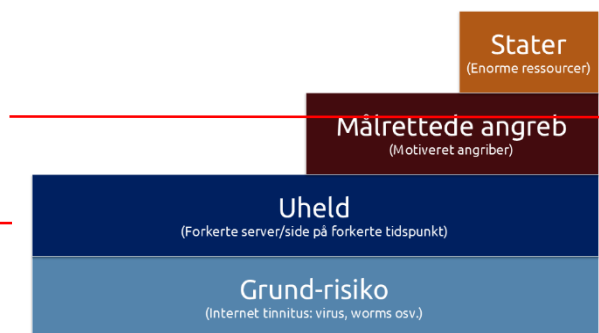 Stater
(Enorme ressourcer)
Målrettede angreb
(Motiveret angriber)
Uheld
(Forkerte server/side på forkerte tidspunkt)
Grund-risiko
(Internet tinnitus: virus, worms osv.)